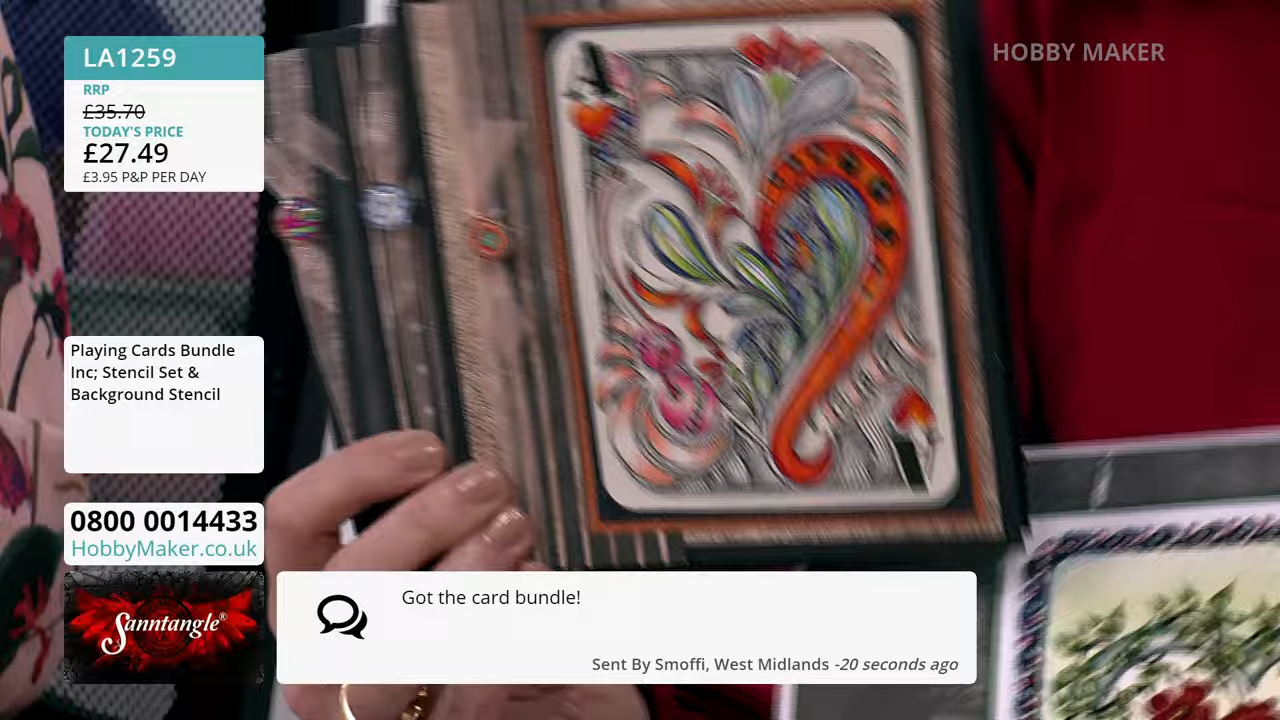 LA1259
RRP
£35.70
TODAY'S PRICE
£27.49
£3.95 P&P PER DAY
HOBBY MAKER
Playing Cards Bundle
Inc; Stencil Set &
Background Stencil
0800 0014433
HobbyMaker.co.uk
Sanntangle®
Got the card bundle!
Sent By Smoffi, West Midlands -20 seconds ago